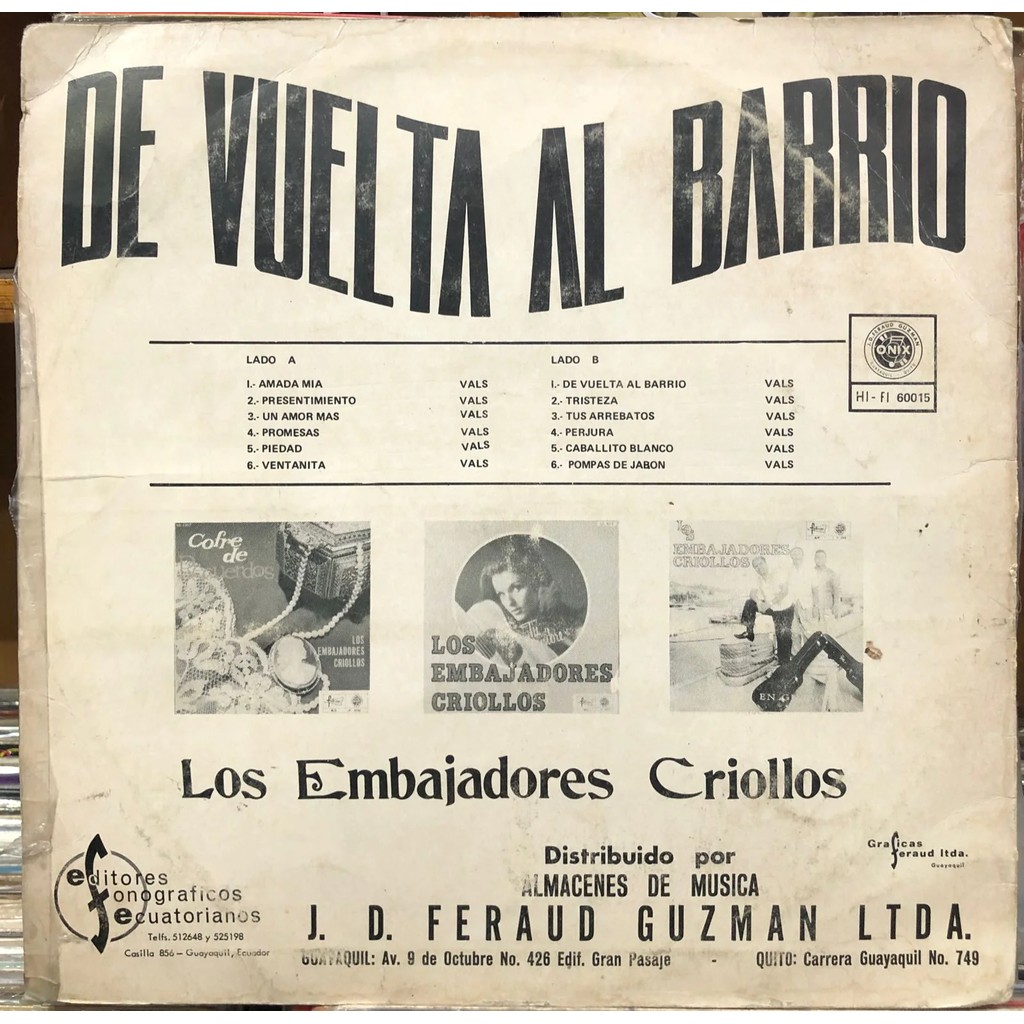 DE VUELTA AL BARRIO
J.D. FERAUD GUZMAN
ONIX
HI - FI 60015
LADO A
1.- AMADA MIA VALS
2.- PRESENTIMIENTO VALS
3.- UN AMOR MAS VALS
4.- PROMESAS VALS
5.- PIEDAD VALS
6.- VENTANITA VALS
LADO B
1.- DE VUELTA AL BARRIO VALS
2.- TRISTEZA VALS
3.- TUS ARREBATOS VALS
4.- PERJURA VALS
5.- CABALLITO BLANCO VALS
6.- POMPAS DE JABON VALS
Cofre
de
Recuerdos
LOS
EMBAJADORES
CRIOLLOS
LOS
EMBAJADORES
CRIOLLOS
LOS
EMBAJADORES
CRIOLLOS
EN
Los Embajadores Criollos
Graficas
feraud ltda.
Guayaquil
editores
fonograficos
ecuatorianos
Telfs. 512648 y 525198
Casilla 856 – Guayaquil, Ecuador
Distribuido por
ALMACENES DE MUSICA
J. D. FERAUD GUZMAN LTDA.
GUAYAQUIL: Av. 9 de Octubre No. 426 Edif. Gran Pasaje - QUITO: Carrera Guayaquil No. 749